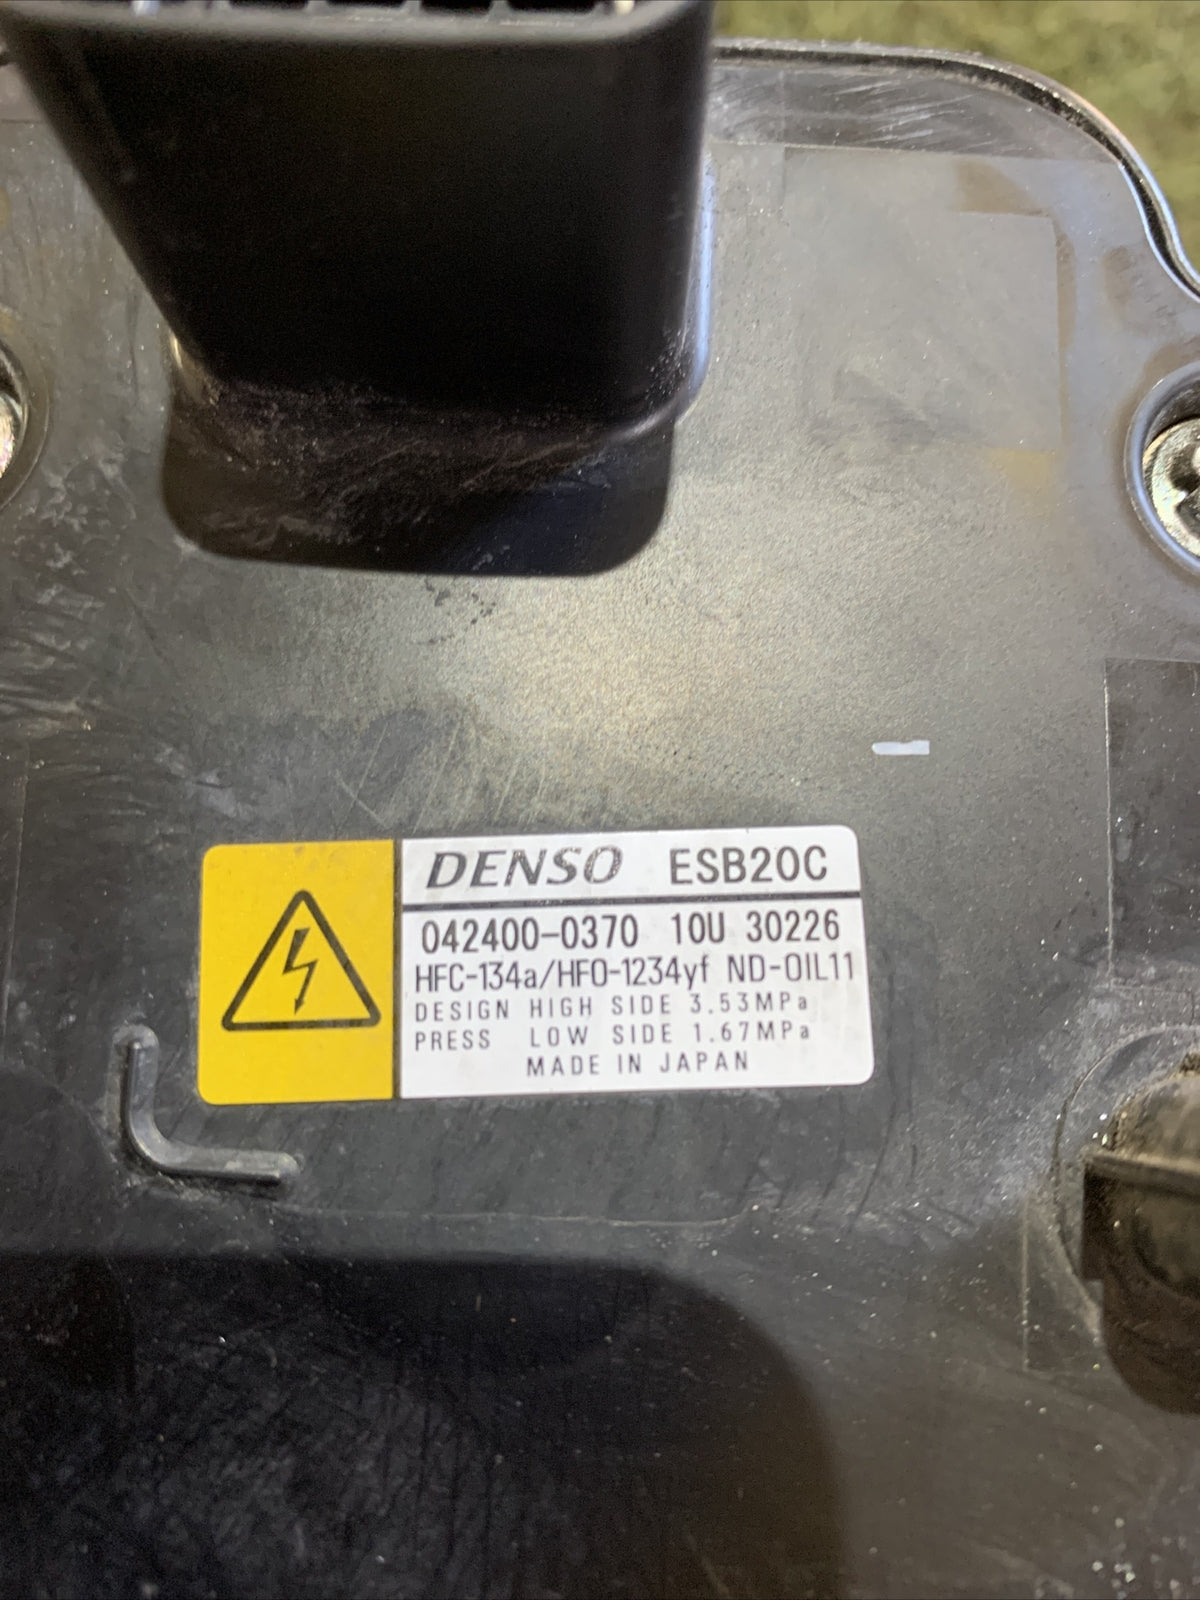 DENSO ESB20C
042400-0370 10U 30226
HFC-134a/HFO-1234yf ND-OIL11
DESIGN HIGH SIDE 3.53MPa
PRESS LOW SIDE 1.67MPa
MADE IN JAPAN